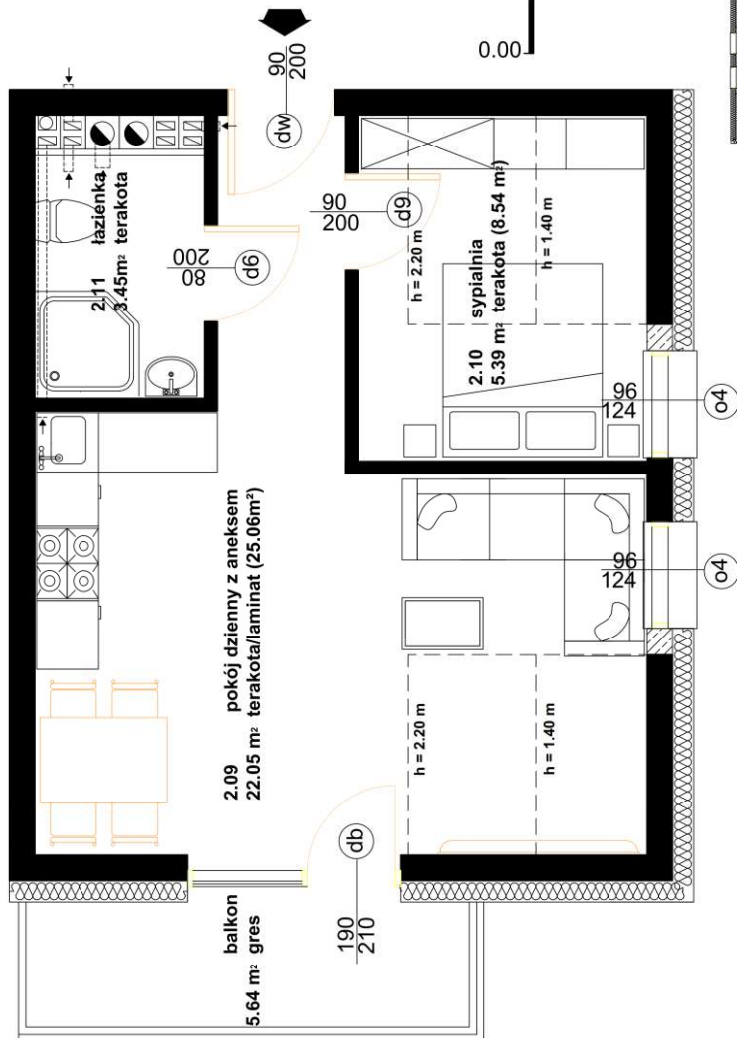 0.00
90
200
dw
2.11 łazienka
3.45m² terakota
80
200
d6
90
200
d6
h = 2.20 m
h = 1.40 m
2.10 sypialnia
5.39 m² terakota (8.54 m²)
96
124
o4
2.09 pokój dzienny z aneksem
22.05 m² terakota/laminat (25.06m²)
96
124
o4
h = 2.20 m
h = 1.40 m
db
190
210
balkon
5.64 m² gres